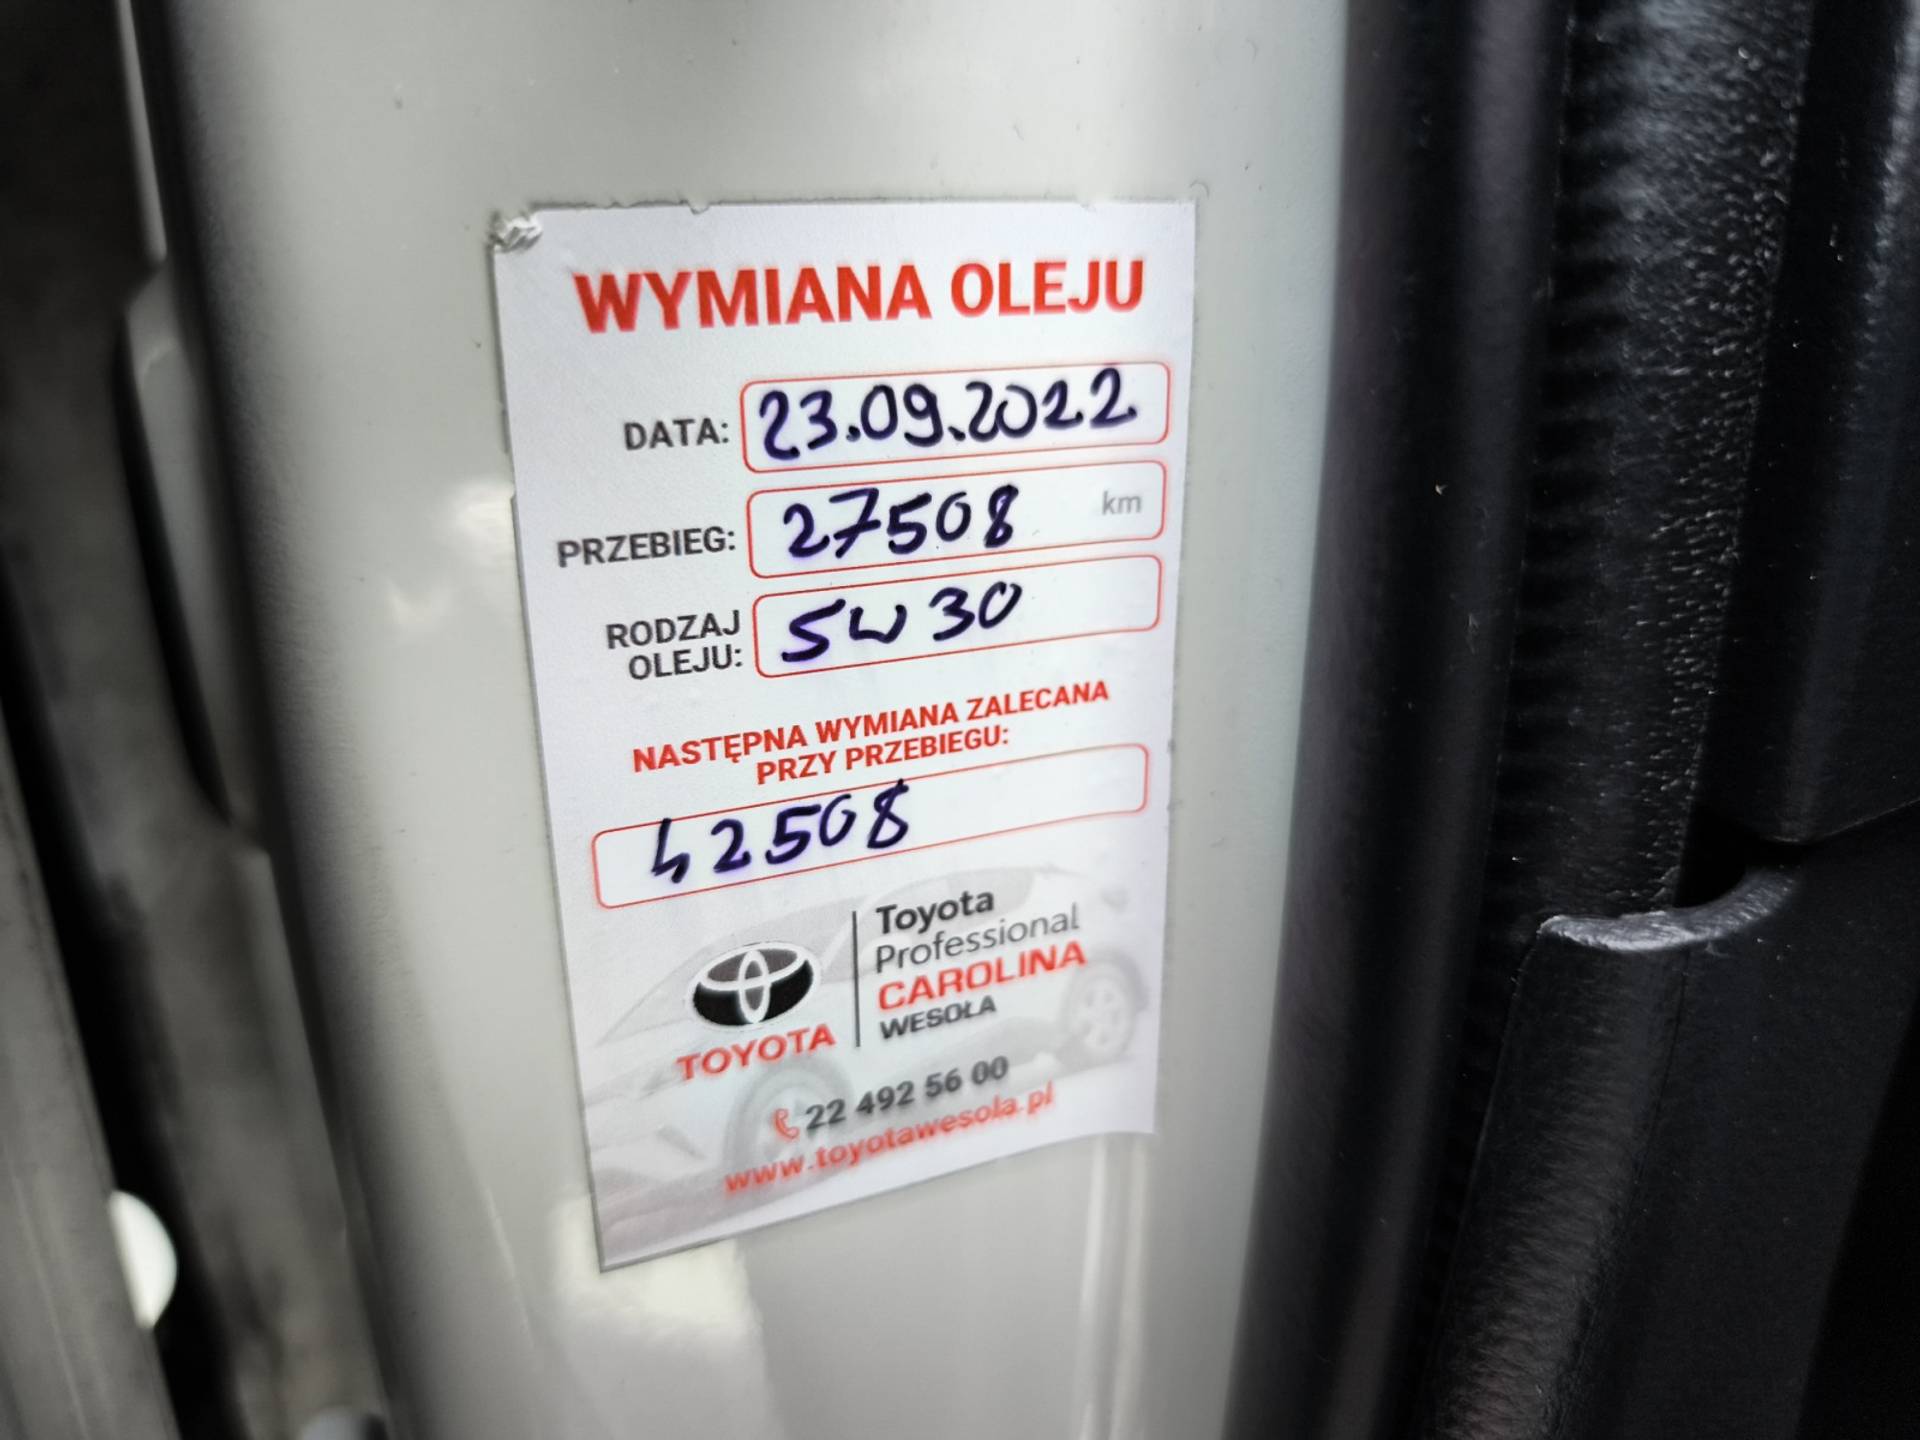 WYMIANA OLEJU
DATA: 23.09.2022
PRZEBIEG: 27508 km
RODZAJ
OLEJU: 5W30
NASTĘPNA WYMIANA ZALECANA
PRZY PRZEBIEGU:
42508
Toyota
Professional
CAROLINA
WESOŁA
TOYOTA
22 492 56 00
www.toyotawesola.pl